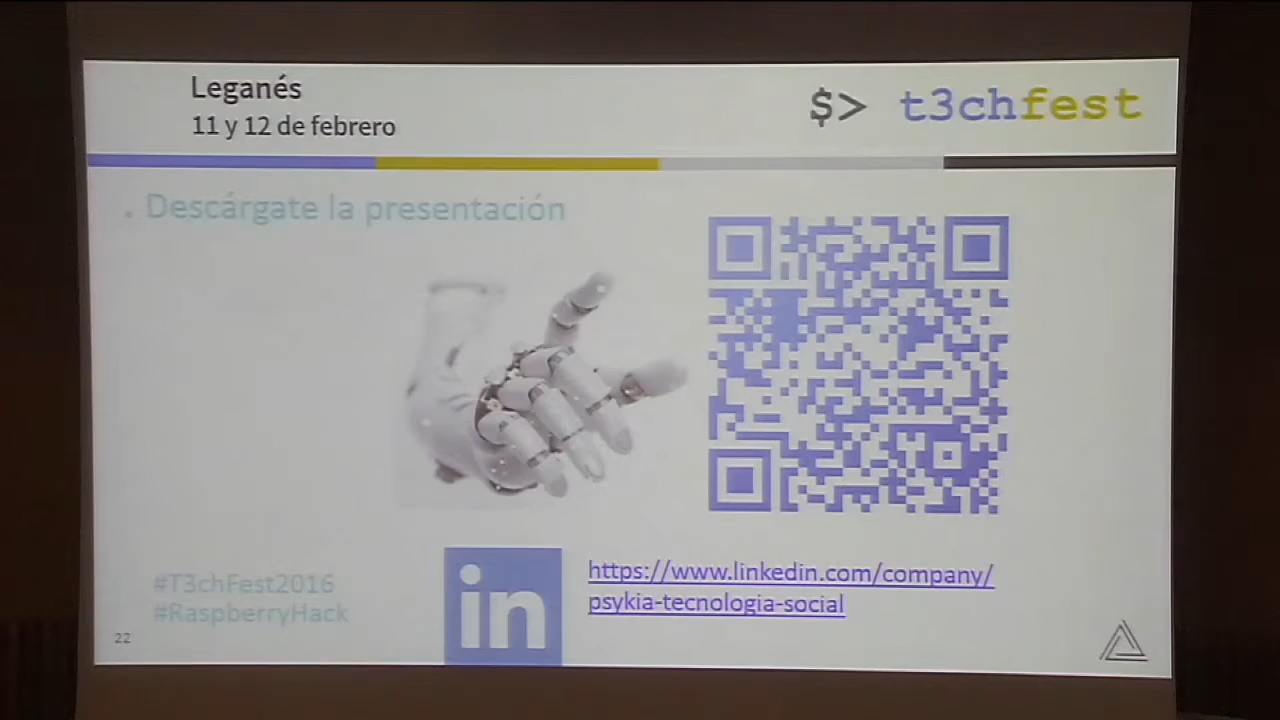 Leganés
11 y 12 de febrero
$> t3chfest
. Descárgate la presentación
https://www.linkedin.com/company/
psykia-tecnologia-social
in
#T3chFest2016
#RaspberryHack
22